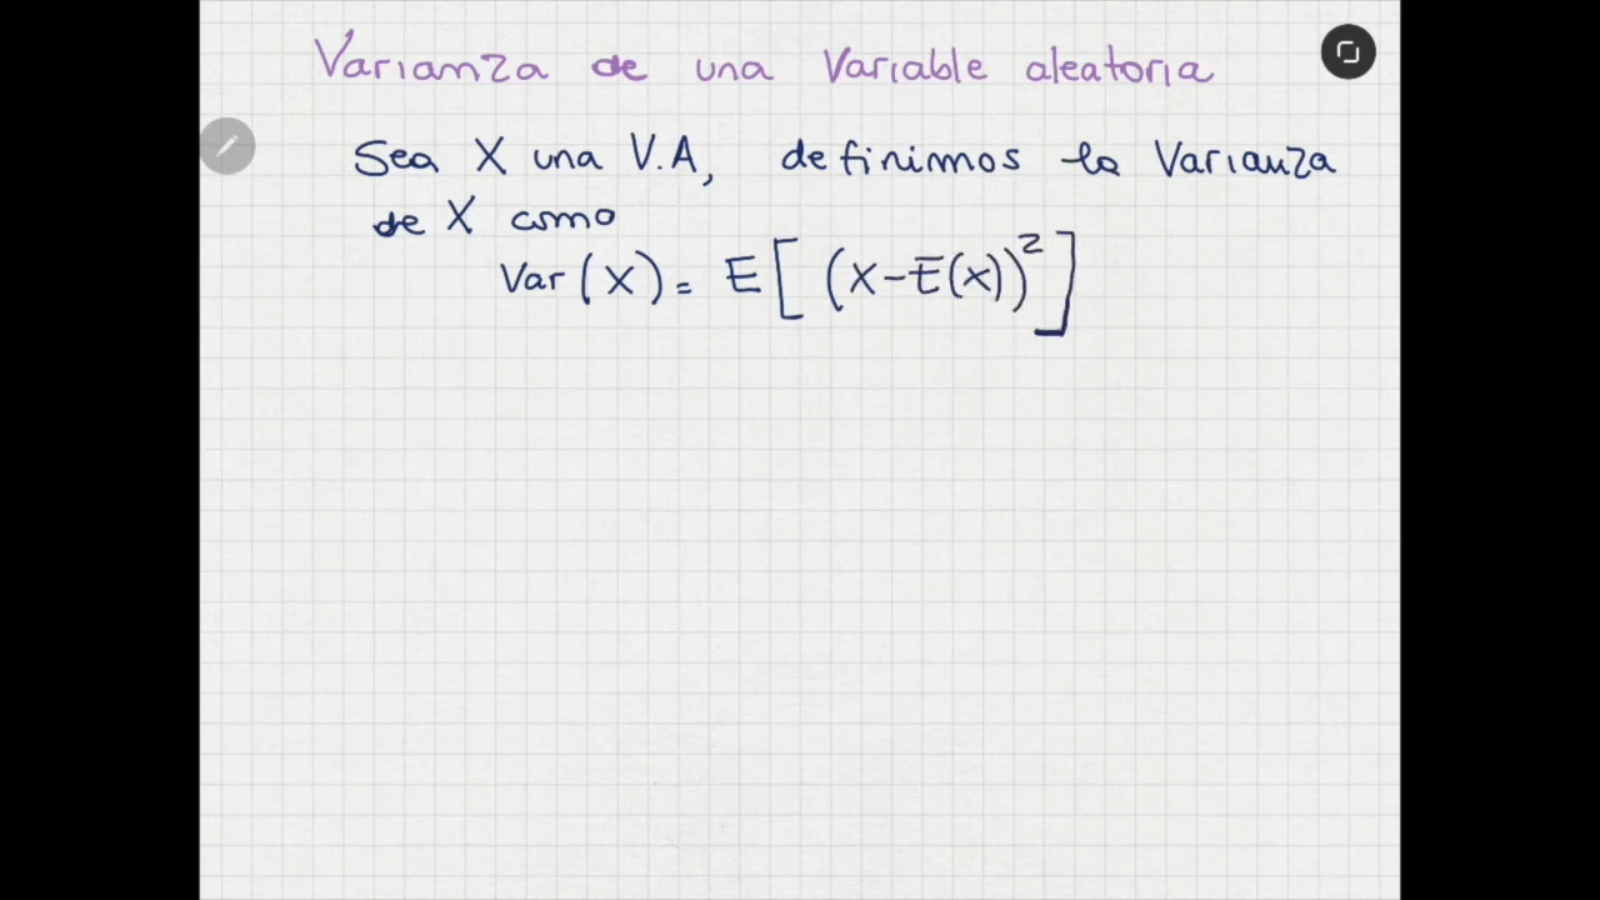 Varianza de una Variable aleatoria
Sea X una V.A, definimos la Varianza
de X como
Var(X) = E[(X-E(X))²]